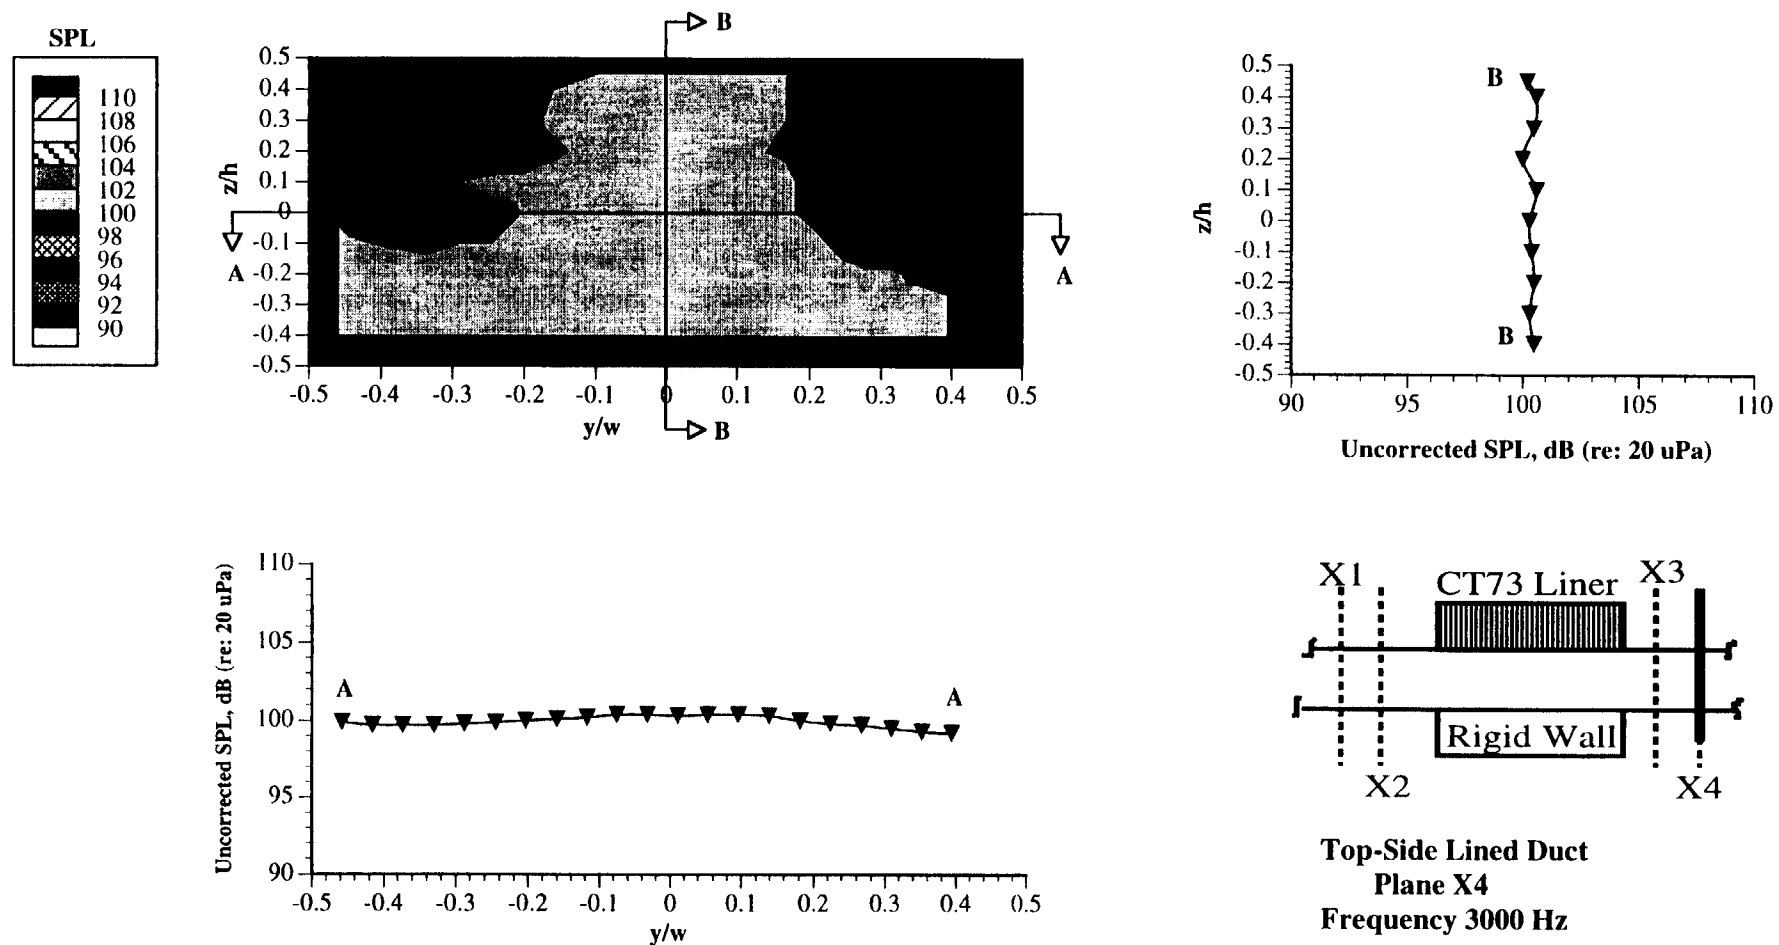 SPL
110
108
106
104
102
100
98
96
94
92
90
B
0.5
0.4
0.3
0.2
0.1
0
-0.1
-0.2
-0.3
-0.4
-0.5
z/h
A
A
-0.5 -0.4 -0.3 -0.2 -0.1 0 0.1 0.2 0.3 0.4 0.5
y/w
B
0.5
0.4
0.3
0.2
0.1
0
-0.1
-0.2
-0.3
-0.4
-0.5
z/h
B
B
90 95 100 105 110
Uncorrected SPL, dB (re: 20 uPa)
110
105
100
95
90
Uncorrected SPL, dB (re: 20 uPa)
A
A
-0.5 -0.4 -0.3 -0.2 -0.1 0 0.1 0.2 0.3 0.4 0.5
y/w
X1
CT73 Liner
X3
Rigid Wall
X2
X4
Top-Side Lined Duct
Plane X4
Frequency 3000 Hz